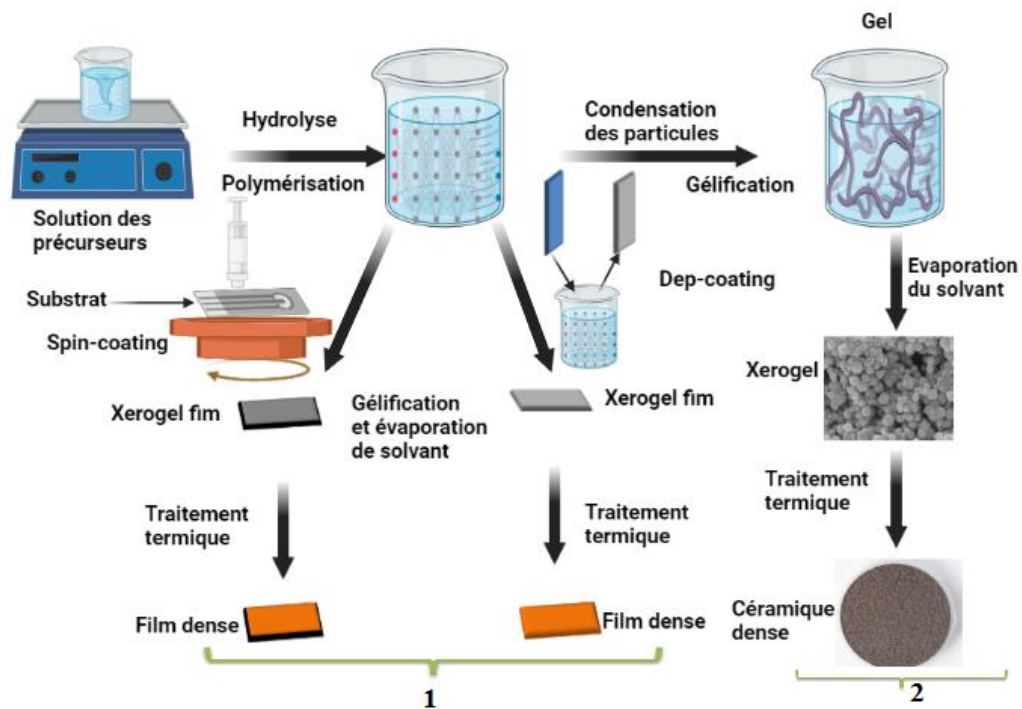 Gel
Hydrolyse
Condensation
des particules
Polymérisation
Gélification
Solution des
précurseurs
Dep-coating
Evaporation
du solvant
Substrat
Spin-coating
Xerogel
Xerogel fim
Gélification
et évaporation
de solvant
Xerogel fim
Traitement
termique
Traitement
termique
Traitement
termique
Film dense
Film dense
Céramique
dense
1
2